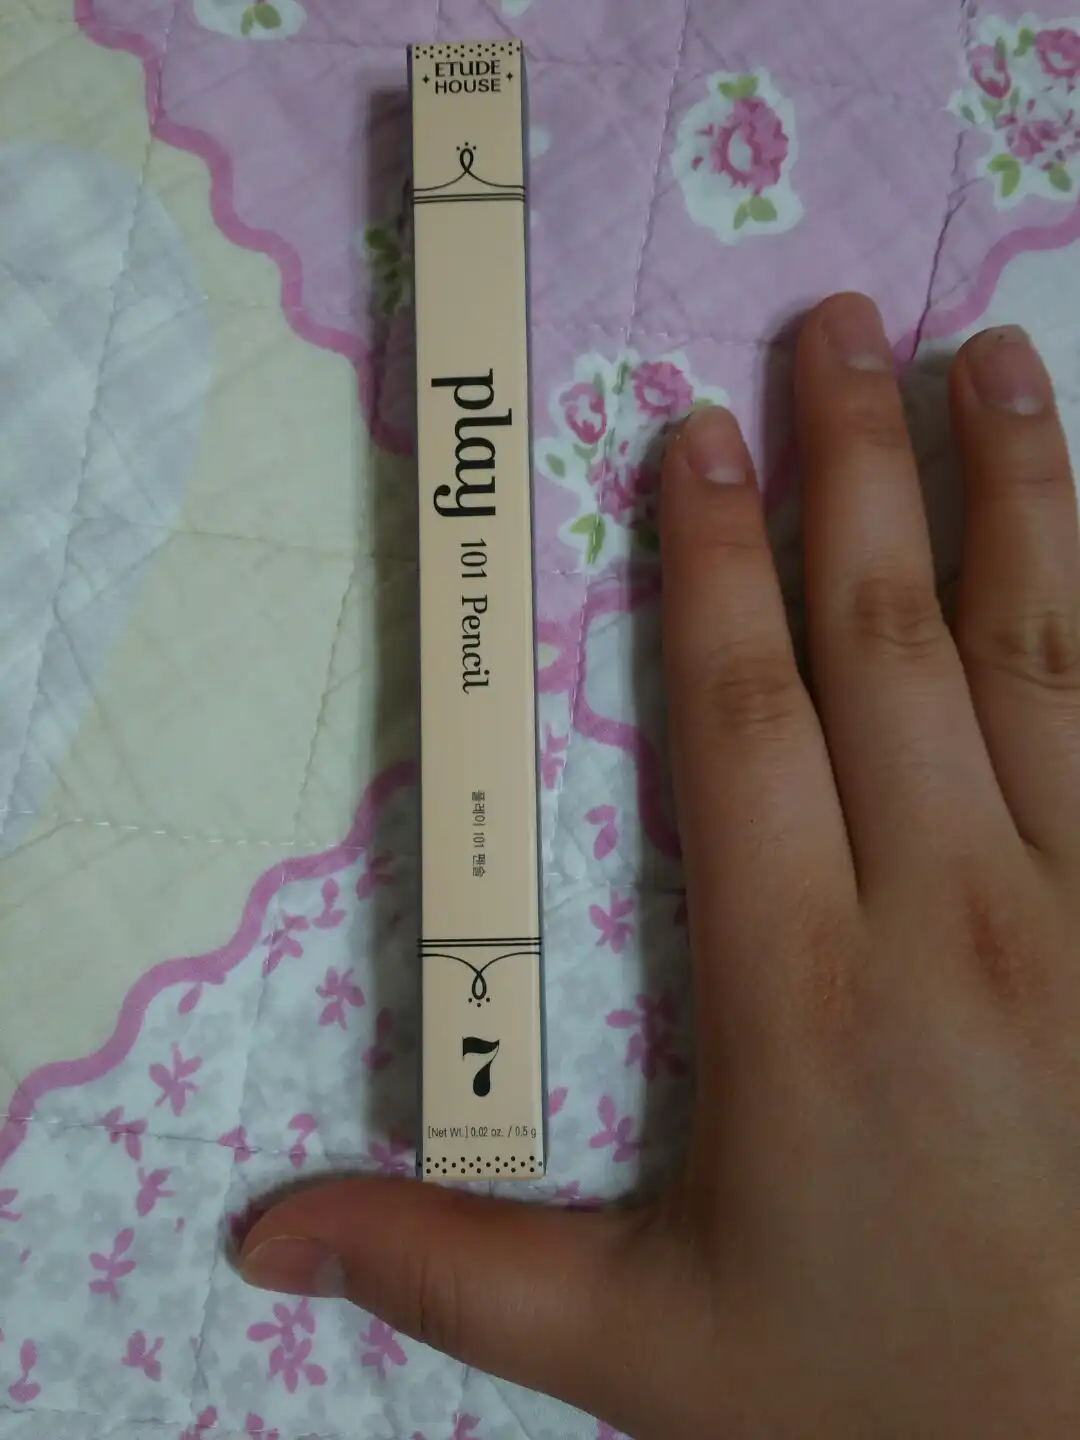 ETUDE
HOUSE
play 101 Pencil
플레이 101 펜슬
7
[Net Wt.] 0.02 oz. / 0.5 g